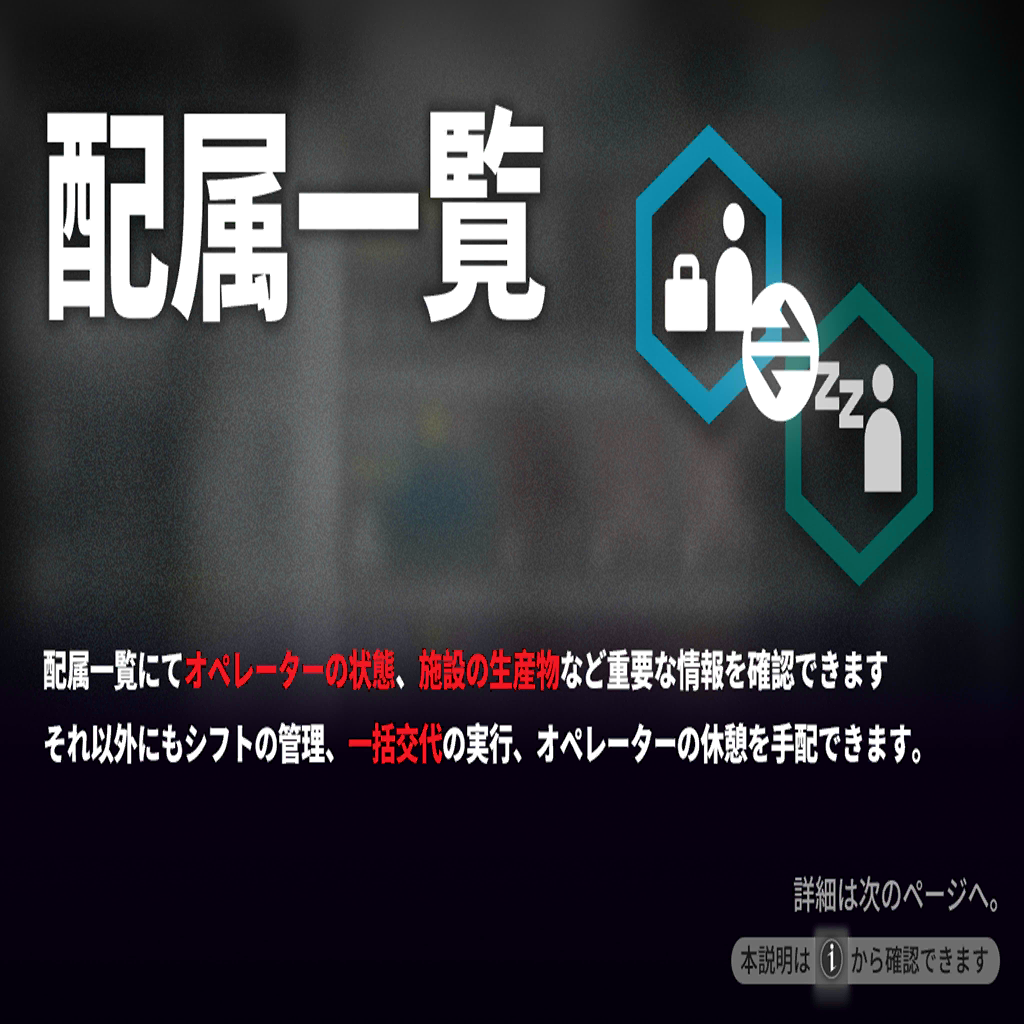 配属一覧
ZZ
配属一覧にてオペレーターの状態、施設の生産物など重要な情報を確認できます
それ以外にもシフトの管理、一括交代の実行、オペレーターの休憩を手配できます。
詳細は次のページへ。
本説明は i から確認できます